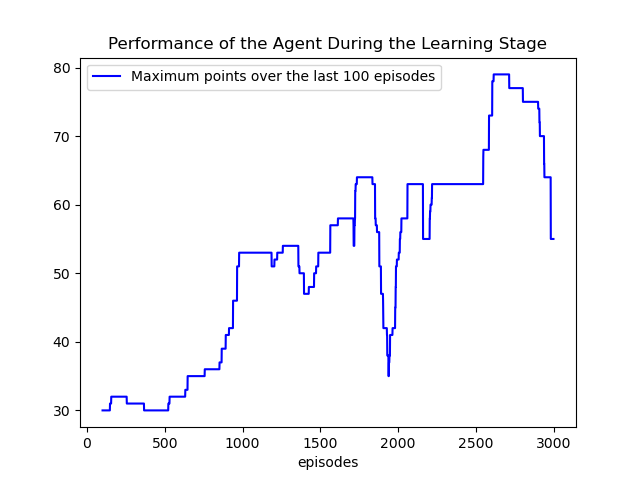 Performance of the Agent During the Learning Stage
Maximum points over the last 100 episodes
80
70
60
50
40
30
0 500 1000 1500 2000 2500 3000
episodes